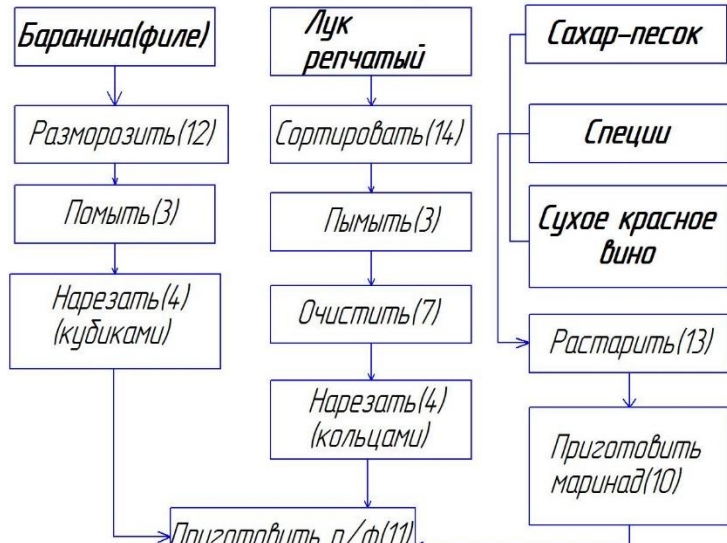 Баранина(филе)
Разморозить(12)
Помыть(3)
Нарезать(4)
(кубиками)
Лук
репчатый
Сортировать(14)
Пымыть(3)
Очистить(7)
Нарезать(4)
(кольцами)
Сахар-песок
Специи
Сухое красное
вино
Растарить(13)
Приготовить
маринад(10)
Приготовить п/ф(11)